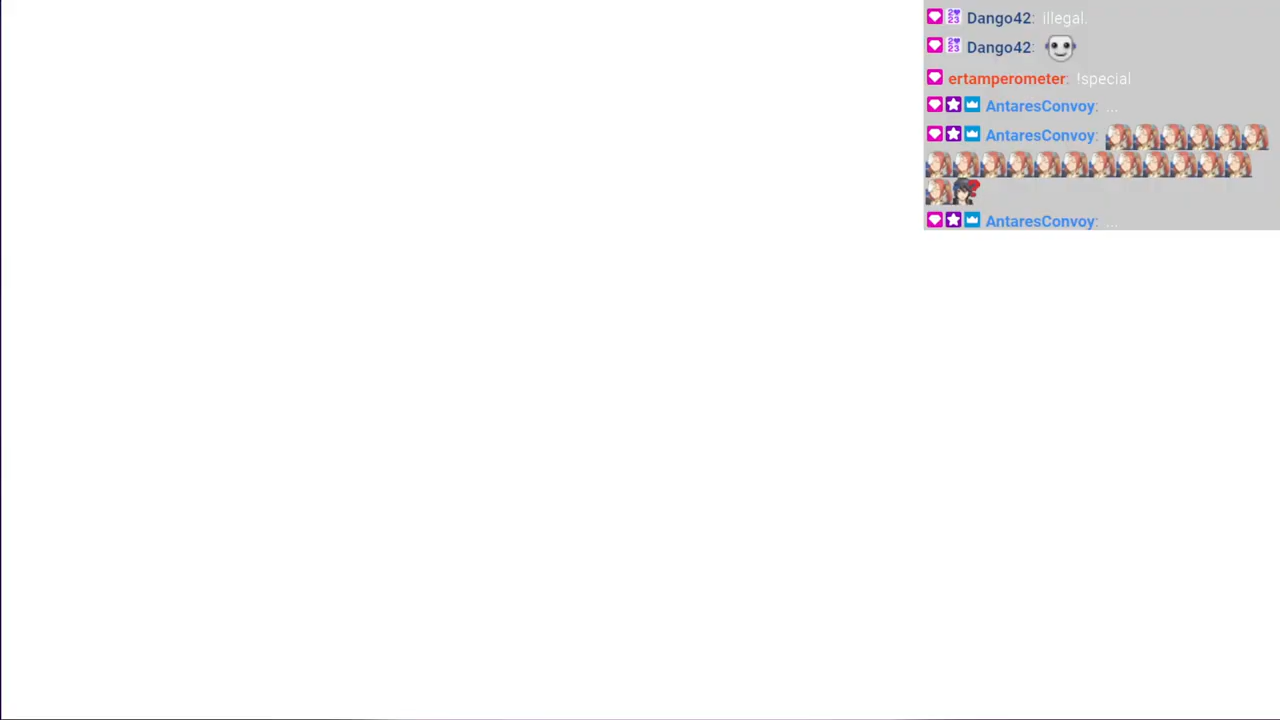 Dango42: illegal.
Dango42:
ertamperometer: !special
AntaresConvoy: ...
AntaresConvoy:
AntaresConvoy: ...